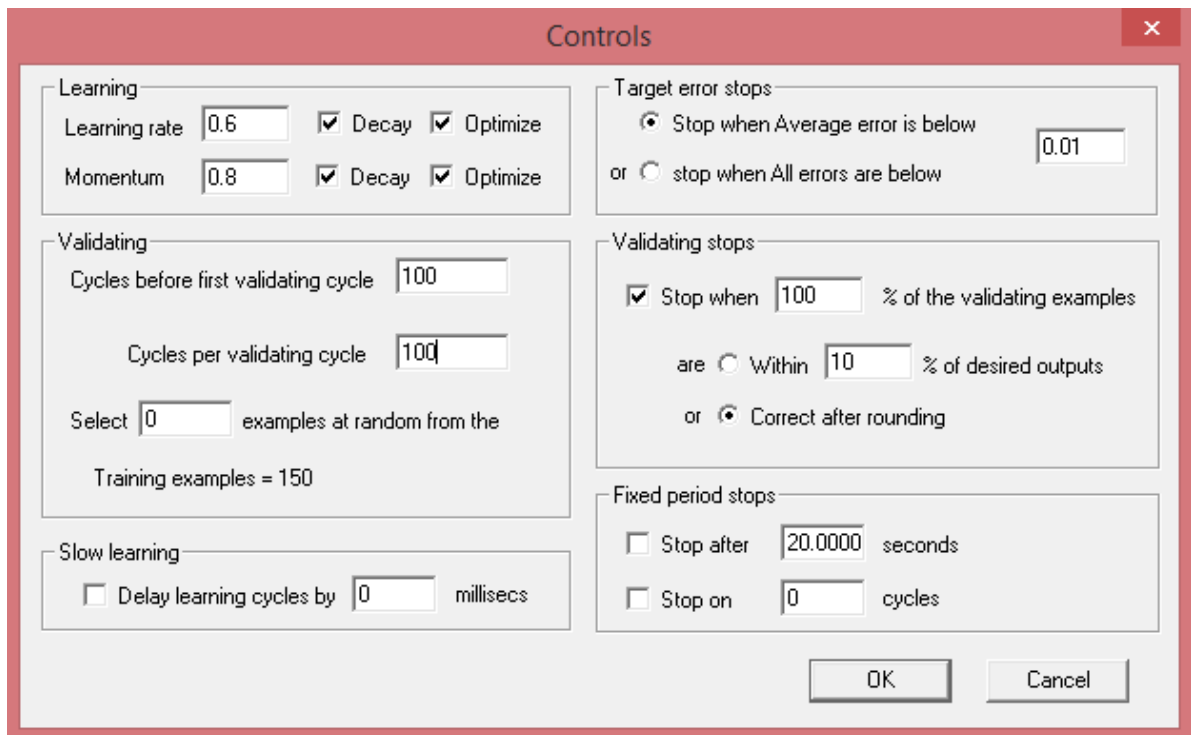 Controls
x
Learning
Learning rate 0.6 Decay Optimize
Momentum 0.8 Decay Optimize
Validating
Cycles before first validating cycle 100
Cycles per validating cycle 100
Select 0 examples at random from the
Training examples = 150
Slow learning
Delay learning cycles by 0 millisecs
Target error stops
Stop when Average error is below
0.01
or stop when All errors are below
Validating stops
Stop when 100 % of the validating examples
are Within 10 % of desired outputs
or Correct after rounding
Fixed period stops
Stop after 20.0000 seconds
Stop on 0 cycles
OK Cancel